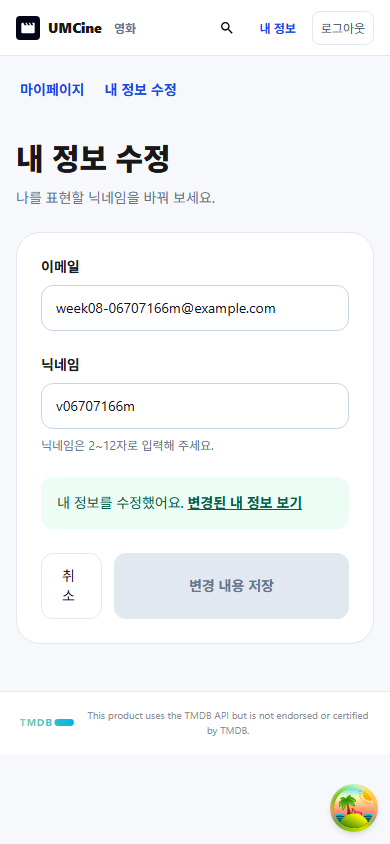 UMCine 영화 내 정보 로그아웃
마이페이지 내 정보 수정
내 정보 수정
나를 표현할 닉네임을 바꿔 보세요.
이메일
week08-06707166m@example.com
닉네임
v06707166m
닉네임은 2~12자로 입력해 주세요.
내 정보를 수정했어요. 변경된 내 정보 보기
취
소
변경 내용 저장
TMDB
This product uses the TMDB API but is not endorsed or certified
by TMDB.